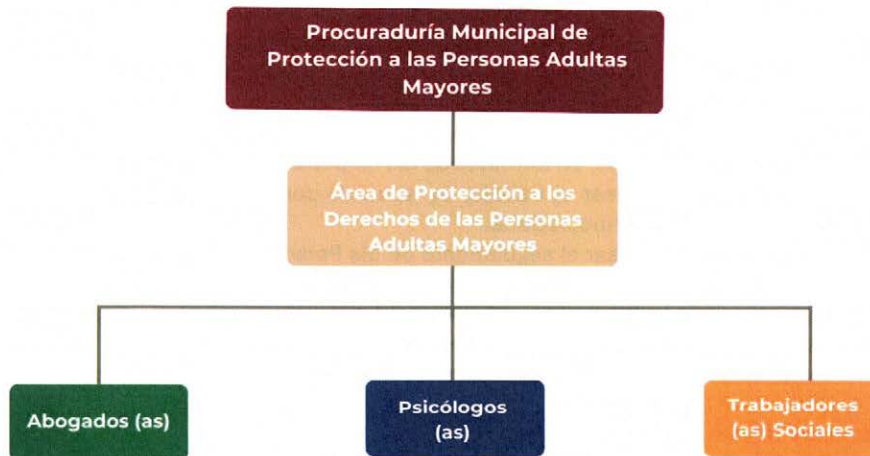 Procuraduría Municipal de
Protección a las Personas Adultas
Mayores
Área de Protección a los
Derechos de las Personas
Adultas Mayores
Abogados (as)
Psicólogos
(as)
Trabajadores
(as) Sociales